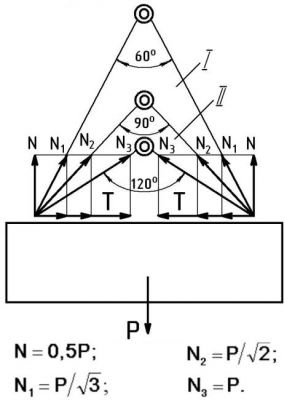 60°
I
II
90°
N N₁ N₂ N₃ N₃ N₂ N₁ N
120°
T T
P
N = 0,5P; N₂ = P/√2;
N₁ = P/√3; N₃ = P.